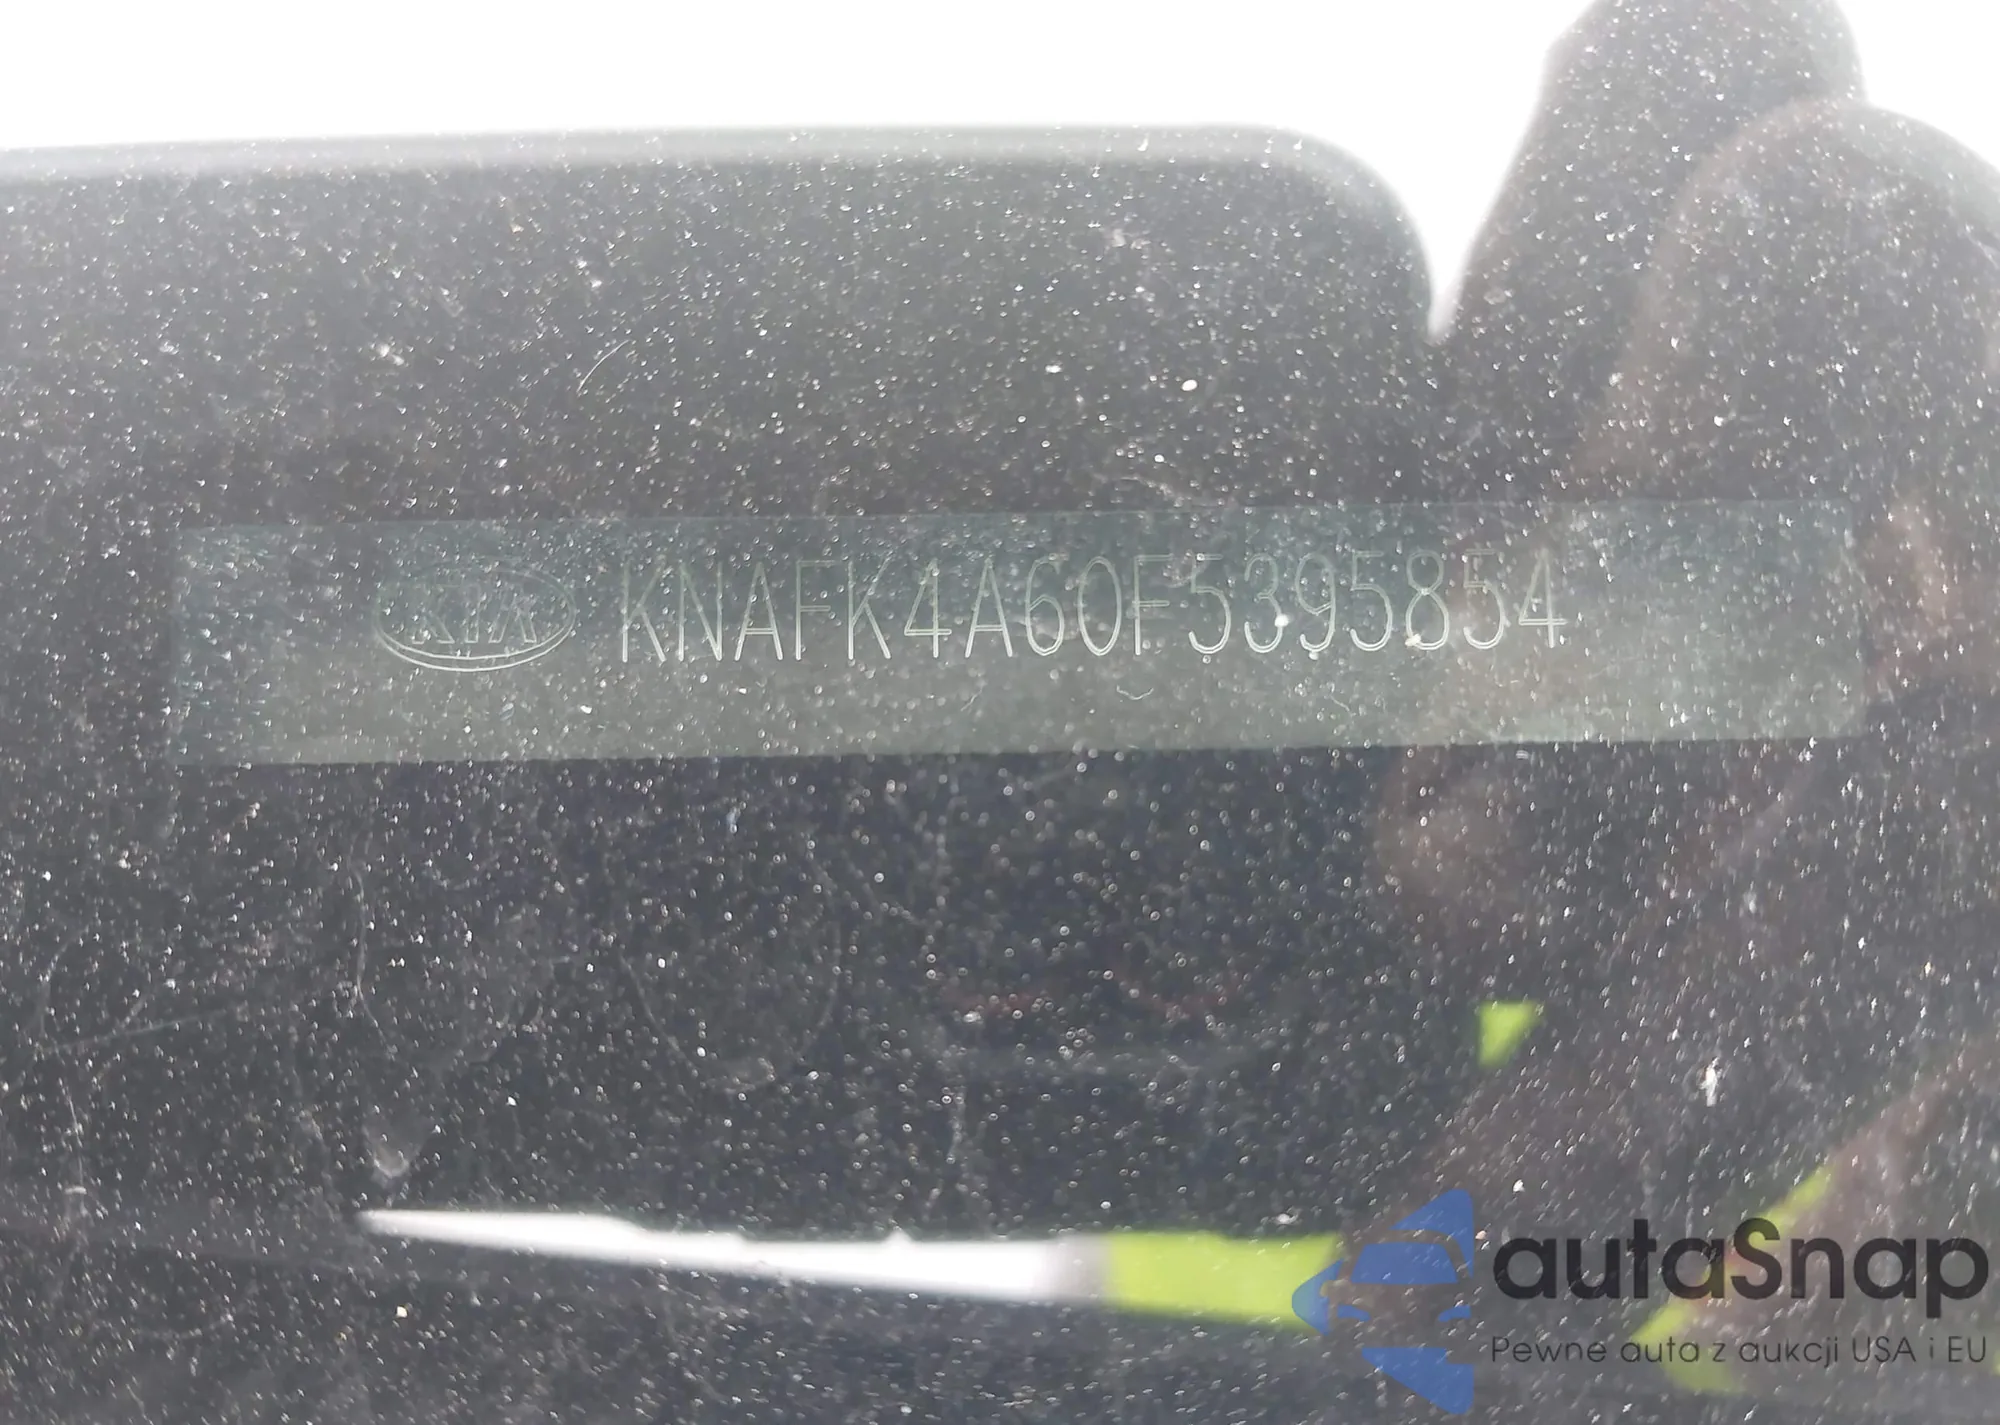 KIA KNAFK4A60F5395854
autaSnap
Pewne auta z aukcji USA i EU